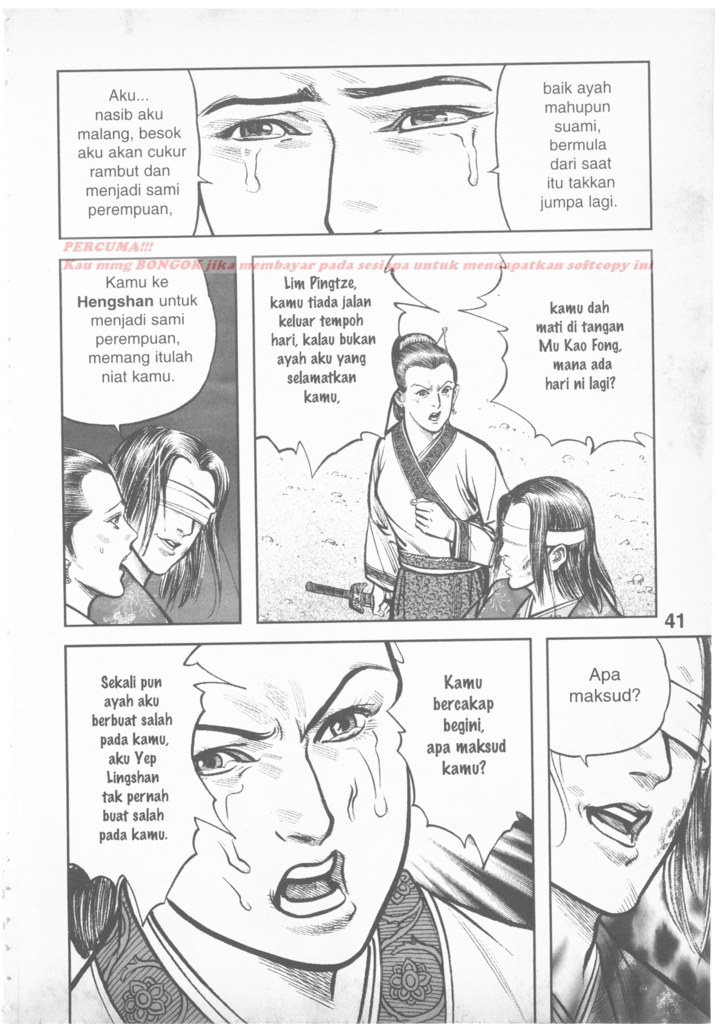 Aku...
nasib aku
malang, besok
aku akan cukur
rambut dan
menjadi sami
perempuan,
baik ayah
mahupun
suami,
bermula
dari saat
itu takkan
jumpa lagi.
PERCUMA!!!
Kau mmg BONGOK jika membayar pada sesiapa untuk mendapatkan softcopy ini
Kamu ke
Hengshan untuk
menjadi sami
perempuan,
memang itulah
niat kamu.
Lim Pingtze,
kamu tiada jalan
keluar tempoh
hari, kalau bukan
ayah aku yang
selamatkan
kamu,
kamu dah
mati di tangan
Mu Kao Fong,
mana ada
hari ni lagi?
41
Sekali pun
ayah aku
berbuat salah
pada kamu,
aku Yep
Lingshan
tak pernah
buat salah
pada kamu.
Kamu
bercakap
begini,
apa maksud
kamu?
Apa
maksud?